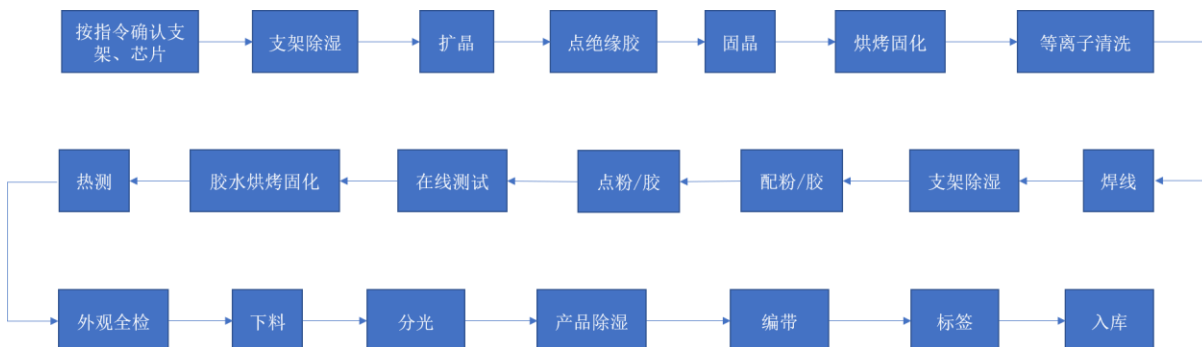 按指令确认支
架、芯片
支架除湿
扩晶
点绝缘胶
固晶
烘烤固化
等离子清洗
焊线
支架除湿
配粉/胶
点粉/胶
在线测试
胶水烘烤固化
热测
外观全检
下料
分光
产品除湿
编带
标签
入库